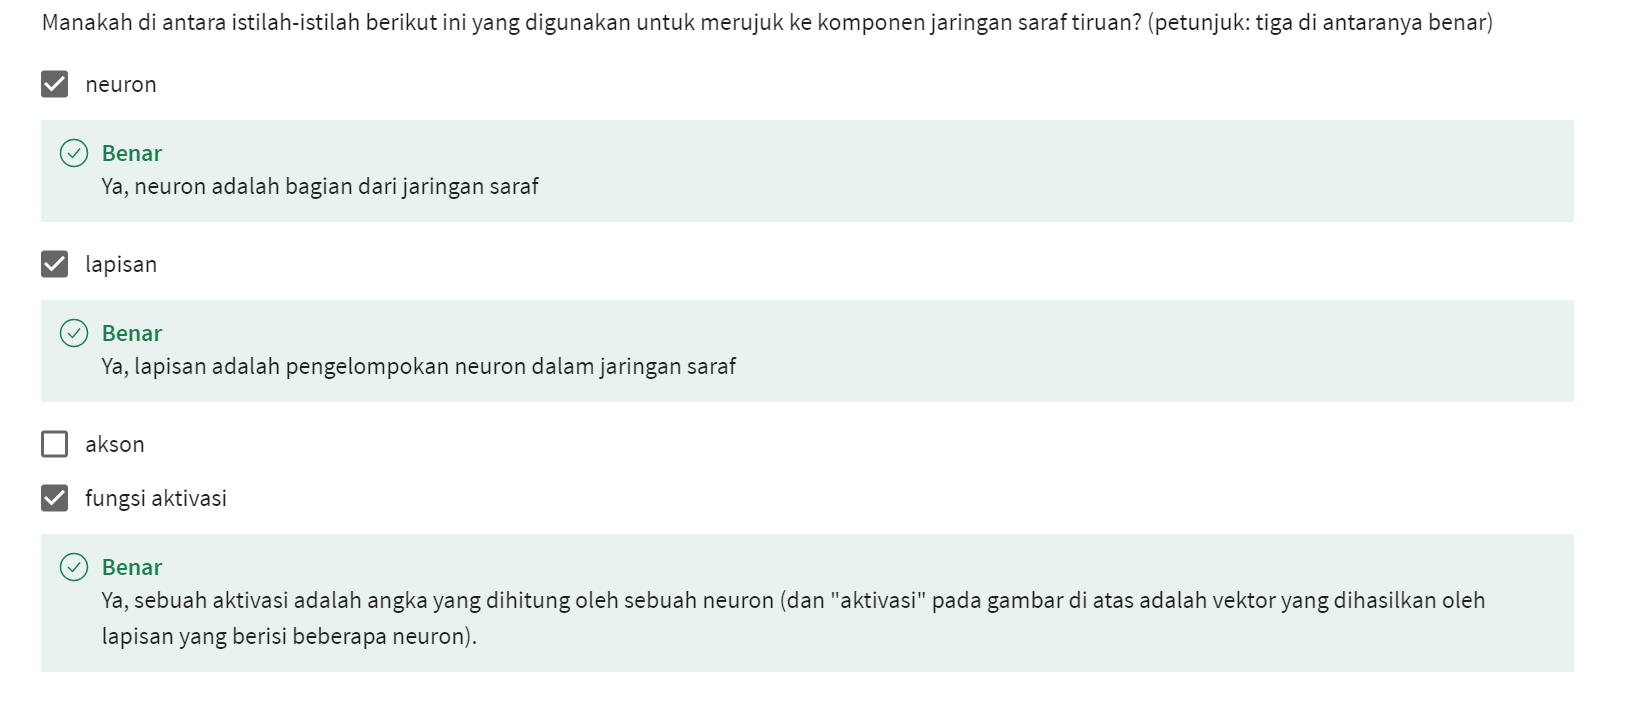 Manakah di antara istilah-istilah berikut ini yang digunakan untuk merujuk ke komponen jaringan saraf tiruan? (petunjuk: tiga di antaranya benar)
neuron
Benar
Ya, neuron adalah bagian dari jaringan saraf
lapisan
Benar
Ya, lapisan adalah pengelompokan neuron dalam jaringan saraf
akson
fungsi aktivasi
Benar
Ya, sebuah aktivasi adalah angka yang dihitung oleh sebuah neuron (dan "aktivasi" pada gambar di atas adalah vektor yang dihasilkan oleh
lapisan yang berisi beberapa neuron).